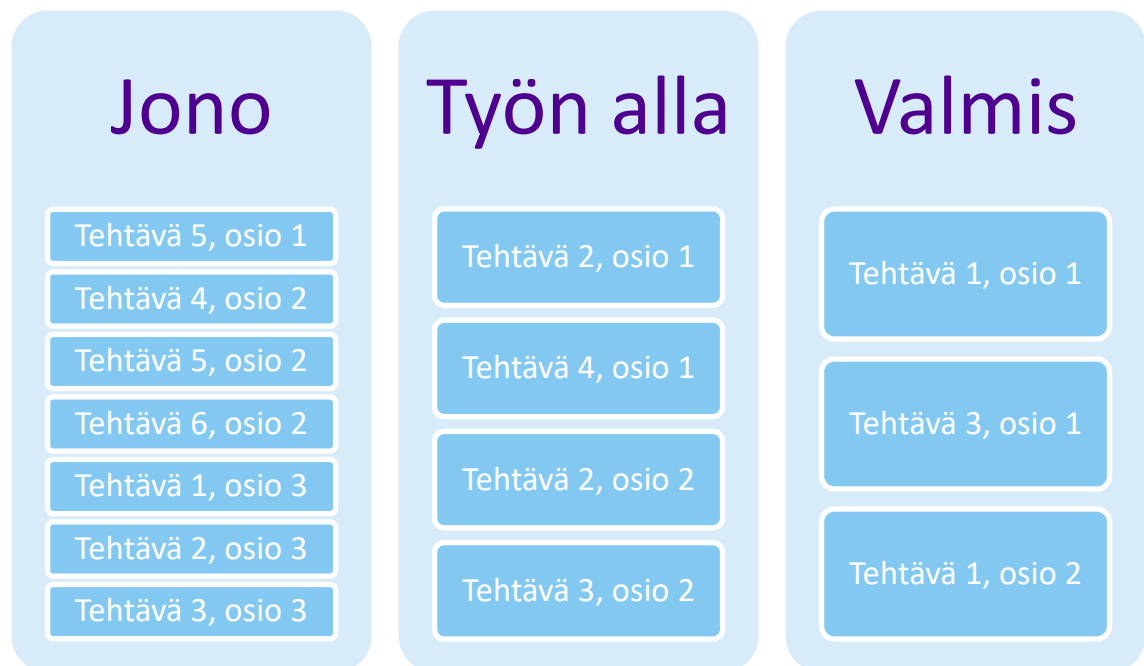 Jono
Tehtävä 5, osio 1
Tehtävä 4, osio 2
Tehtävä 5, osio 2
Tehtävä 6, osio 2
Tehtävä 1, osio 3
Tehtävä 2, osio 3
Tehtävä 3, osio 3
Työn alla
Tehtävä 2, osio 1
Tehtävä 4, osio 1
Tehtävä 2, osio 2
Tehtävä 3, osio 2
Valmis
Tehtävä 1, osio 1
Tehtävä 3, osio 1
Tehtävä 1, osio 2